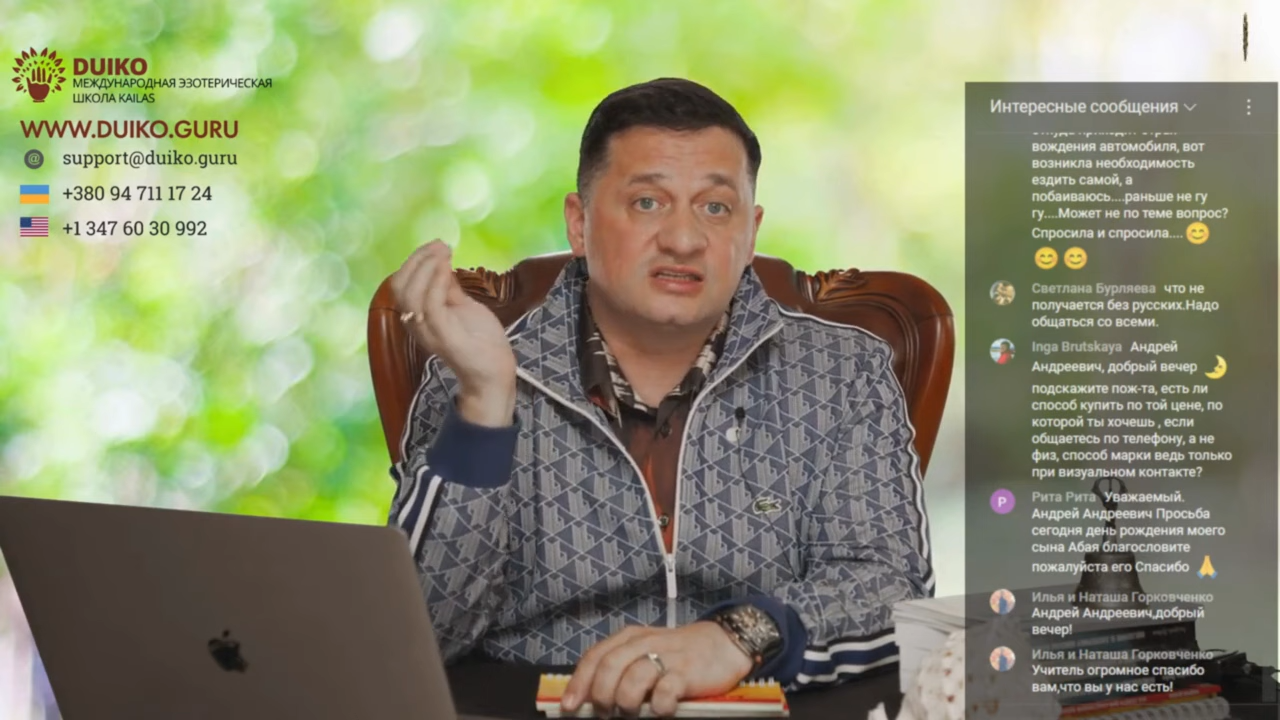 DUIKO
МЕЖДУНАРОДНАЯ ЭЗОТЕРИЧЕСКАЯ
ШКОЛА KAILAS
WWW.DUIKO.GURU
@ support@duiko.guru
+380 94 711 17 24
+1 347 60 30 992
Интересные сообщения
вождения автомобиля, вот
возникла необходимость
ездить самой, а
побаиваюсь....раньше не гу
гу....Может не по теме вопрос?
Спросила и спросила....😊
😊😊
Светлана Бурляева что не
получается без русских.Надо
общаться со всеми.
Inga Brutskaya Андрей
Андреевич, добрый вечер 🌛
подскажите пож-та, есть ли
способ купить по той цене, по
которой ты хочешь , если
общаетесь по телефону, а не
физ, способ марки ведь только
при визуальном контакте?
Р
Рита Рита Уважаемый.
Андрей Андреевич Просьба
сегодня день рождения моего
сына Абая благословите
пожалуйста его Спасибо 🙏
Илья и Наташа Горковченко
Андрей Андреевич,добрый
вечер!
Илья и Наташа Горковченко
Учитель огромное спасибо
вам,что вы у нас есть!